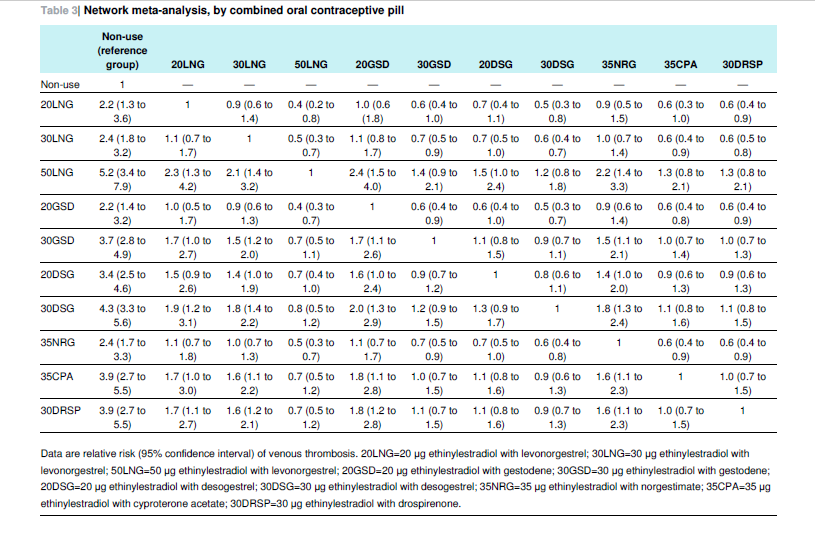 Table 3| Network meta-analysis, by combined oral contraceptive pill
Non-use
(reference
group) 20LNG 30LNG 50LNG 20GSD 30GSD 20DSG 30DSG 35NRG 35CPA 30DRSP
Non-use 1 — — — — — — — — — —
20LNG 2.2 (1.3 to 1 0.9 (0.6 to 0.4 (0.2 to 1.0 (0.6 0.6 (0.4 to 0.7 (0.4 to 0.5 (0.3 to 0.9 (0.5 to 0.6 (0.3 to 0.6 (0.4 to
3.6) 1.4) 0.8) (1.8) 1.0) 1.1) 0.8) 1.5) 1.0) 0.9)
30LNG 2.4 (1.8 to 1.1 (0.7 to 1 0.5 (0.3 to 1.1 (0.8 to 0.7 (0.5 to 0.7 (0.5 to 0.6 (0.4 to 1.0 (0.7 to 0.6 (0.4 to 0.6 (0.5 to
3.2) 1.7) 0.7) 1.7) 0.9) 1.0) 0.7) 1.4) 0.9) 0.8)
50LNG 5.2 (3.4 to 2.3 (1.3 to 2.1 (1.4 to 1 2.4 (1.5 to 1.4 (0.9 to 1.5 (1.0 to 1.2 (0.8 to 2.2 (1.4 to 1.3 (0.8 to 1.3 (0.8 to
7.9) 4.2) 3.2) 4.0) 2.1) 2.4) 1.8) 3.3) 2.1) 2.1)
20GSD 2.2 (1.4 to 1.0 (0.5 to 0.9 (0.6 to 0.4 (0.3 to 1 0.6 (0.4 to 0.6 (0.4 to 0.5 (0.3 to 0.9 (0.6 to 0.6 (0.4 to 0.6 (0.4 to
3.2) 1.7) 1.3) 0.7) 0.9) 1.0) 0.7) 1.4) 0.8) 0.9)
30GSD 3.7 (2.8 to 1.7 (1.0 to 1.5 (1.2 to 0.7 (0.5 to 1.7 (1.1 to 1 1.1 (0.8 to 0.9 (0.7 to 1.5 (1.1 to 1.0 (0.7 to 1.0 (0.7 to
4.9) 2.7) 2.0) 1.1) 2.6) 1.5) 1.1) 2.1) 1.4) 1.3)
20DSG 3.4 (2.5 to 1.5 (0.9 to 1.4 (1.0 to 0.7 (0.4 to 1.6 (1.0 to 0.9 (0.7 to 1 0.8 (0.6 to 1.4 (1.0 to 0.9 (0.6 to 0.9 (0.6 to
4.6) 2.6) 1.9) 1.0) 2.4) 1.2) 1.1) 2.0) 1.3) 1.3)
30DSG 4.3 (3.3 to 1.9 (1.2 to 1.8 (1.4 to 0.8 (0.5 to 2.0 (1.3 to 1.2 (0.9 to 1.3 (0.9 to 1 1.8 (1.3 to 1.1 (0.8 to 1.1 (0.8 to
5.6) 3.1) 2.2) 1.2) 2.9) 1.5) 1.7) 2.4) 1.6) 1.5)
35NRG 2.4 (1.7 to 1.1 (0.7 to 1.0 (0.7 to 0.5 (0.3 to 1.1 (0.7 to 0.7 (0.5 to 0.7 (0.5 to 0.6 (0.4 to 1 0.6 (0.4 to 0.6 (0.4 to
3.3) 1.8) 1.3) 0.7) 1.7) 0.9) 1.0) 0.8) 0.9) 0.9)
35CPA 3.9 (2.7 to 1.7 (1.0 to 1.6 (1.1 to 0.7 (0.5 to 1.8 (1.1 to 1.0 (0.7 to 1.1 (0.8 to 0.9 (0.6 to 1.6 (1.1 to 1 1.0 (0.7 to
5.5) 3.0) 2.2) 1.2) 2.8) 1.5) 1.6) 1.3) 2.3) 1.5)
30DRSP 3.9 (2.7 to 1.7 (1.1 to 1.6 (1.2 to 0.7 (0.5 to 1.8 (1.2 to 1.1 (0.7 to 1.1 (0.8 to 0.9 (0.7 to 1.6 (1.1 to 1.0 (0.7 to 1
5.5) 2.7) 2.1) 1.2) 2.8) 1.5) 1.6) 1.3) 2.3) 1.5)
Data are relative risk (95% confidence interval) of venous thrombosis. 20LNG=20 µg ethinylestradiol with levonorgestrel; 30LNG=30 µg ethinylestradiol with
levonorgestrel; 50LNG=50 µg ethinylestradiol with levonorgestrel; 20GSD=20 µg ethinylestradiol with gestodene; 30GSD=30 µg ethinylestradiol with gestodene;
20DSG=20 µg ethinylestradiol with desogestrel; 30DSG=30 µg ethinylestradiol with desogestrel; 35NRG=35 µg ethinylestradiol with norgestimate; 35CPA=35 µg
ethinylestradiol with cyproterone acetate; 30DRSP=30 µg ethinylestradiol with drospirenone.